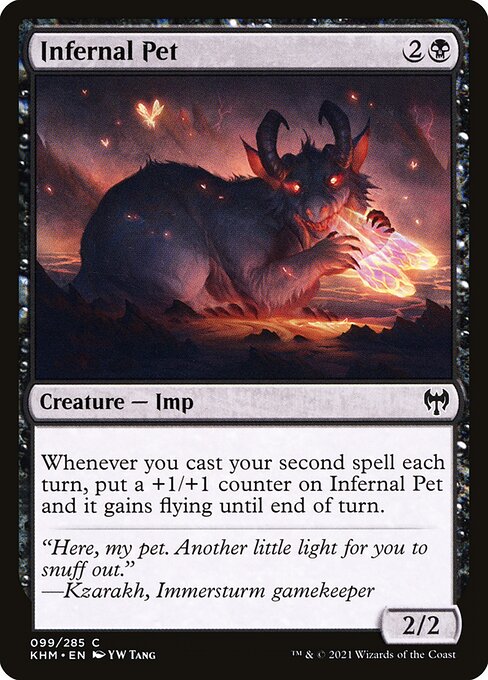 Infernal Pet 2
Creature — Imp
Whenever you cast your second spell each
turn, put a +1/+1 counter on Infernal Pet
and it gains flying until end of turn.
“Here, my pet. Another little light for you to
snuff out.”
—Kzarakh, Immersturm gamekeeper
2/2
099/285 C
KHM • EN YW Tang
™ & © 2021 Wizards of the Coast